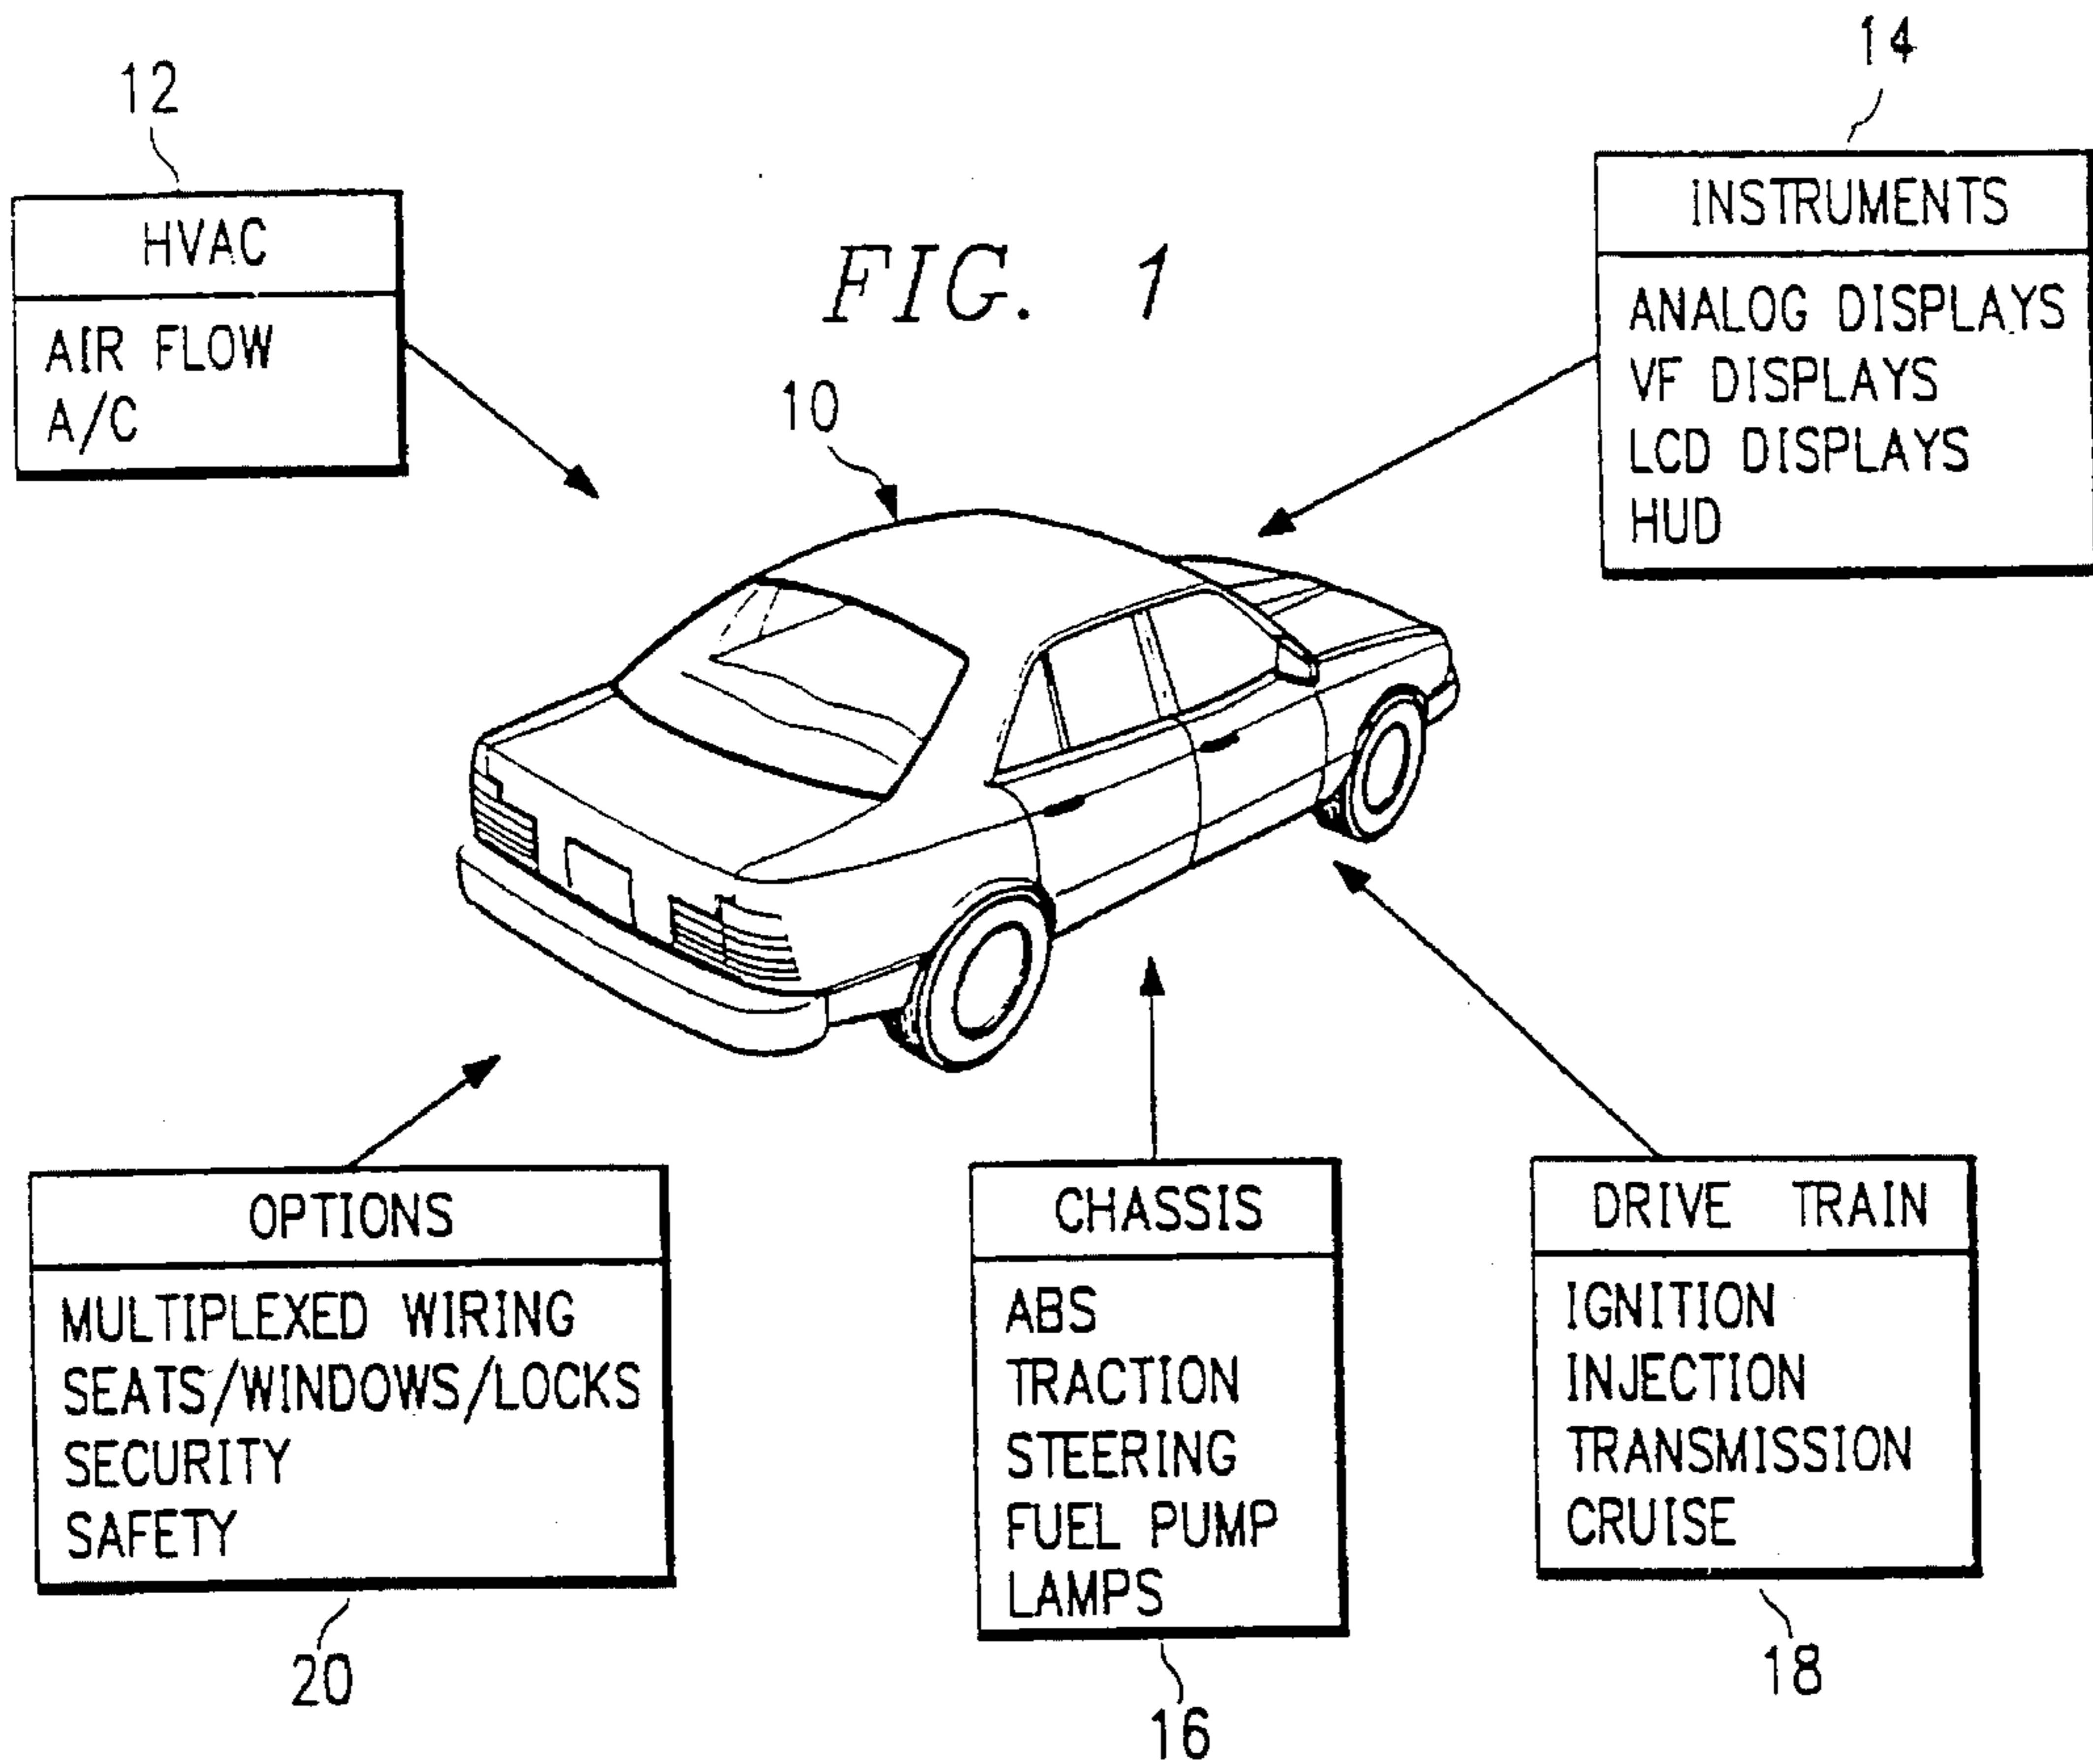 14
12
INSTRUMENTS
HVAC
FIG. 1
ANALOG DISPLAYS
VF DISPLAYS
LCD DISPLAYS
HUD
AIR FLOW
A/C
10
OPTIONS
MULTIPLEXED WIRING
SEATS/WINDOWS/LOCKS
SECURITY
SAFETY
20
CHASSIS
ABS
TRACTION
STEERING
FUEL PUMP
LAMPS
16
DRIVE TRAIN
IGNITION
INJECTION
TRANSMISSION
CRUISE
18